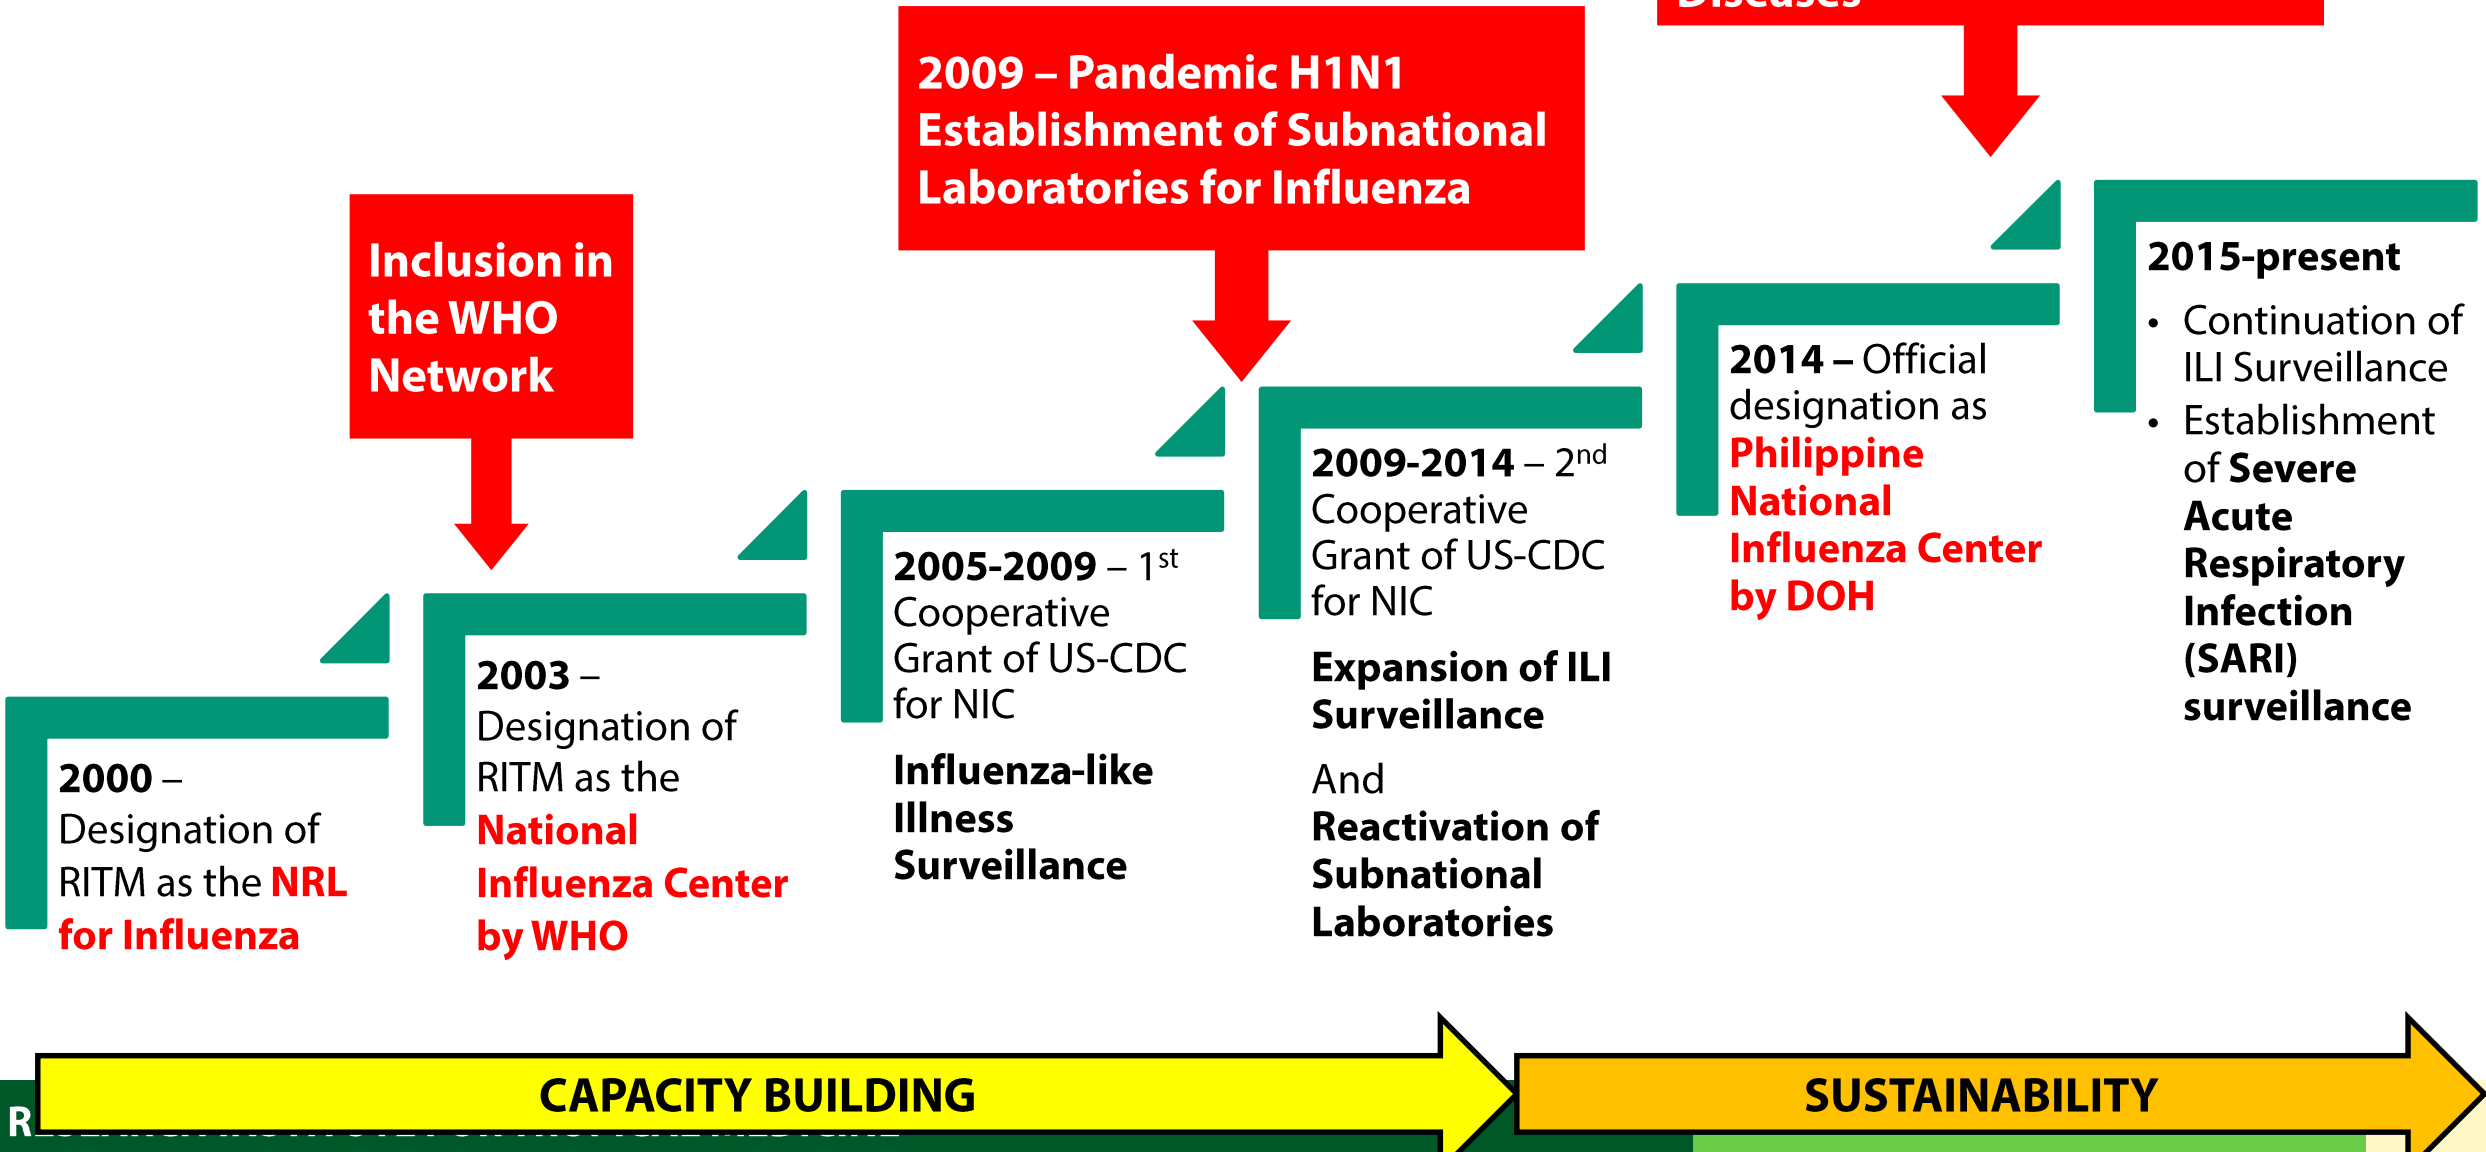 Diseases
2009 – Pandemic H1N1
Establishment of Subnational
Laboratories for Influenza
Inclusion in
the WHO
Network
2000 –
Designation of
RITM as the NRL
for Influenza
2003 –
Designation of
RITM as the
National
Influenza Center
by WHO
2005-2009 – 1st
Cooperative
Grant of US-CDC
for NIC
Influenza-like
Illness
Surveillance
2009-2014 – 2nd
Cooperative
Grant of US-CDC
for NIC
Expansion of ILI
Surveillance
And
Reactivation of
Subnational
Laboratories
2014 – Official
designation as
Philippine
National
Influenza Center
by DOH
2015-present
• Continuation of
ILI Surveillance
• Establishment
of Severe
Acute
Respiratory
Infection
(SARI)
surveillance
CAPACITY BUILDING
SUSTAINABILITY